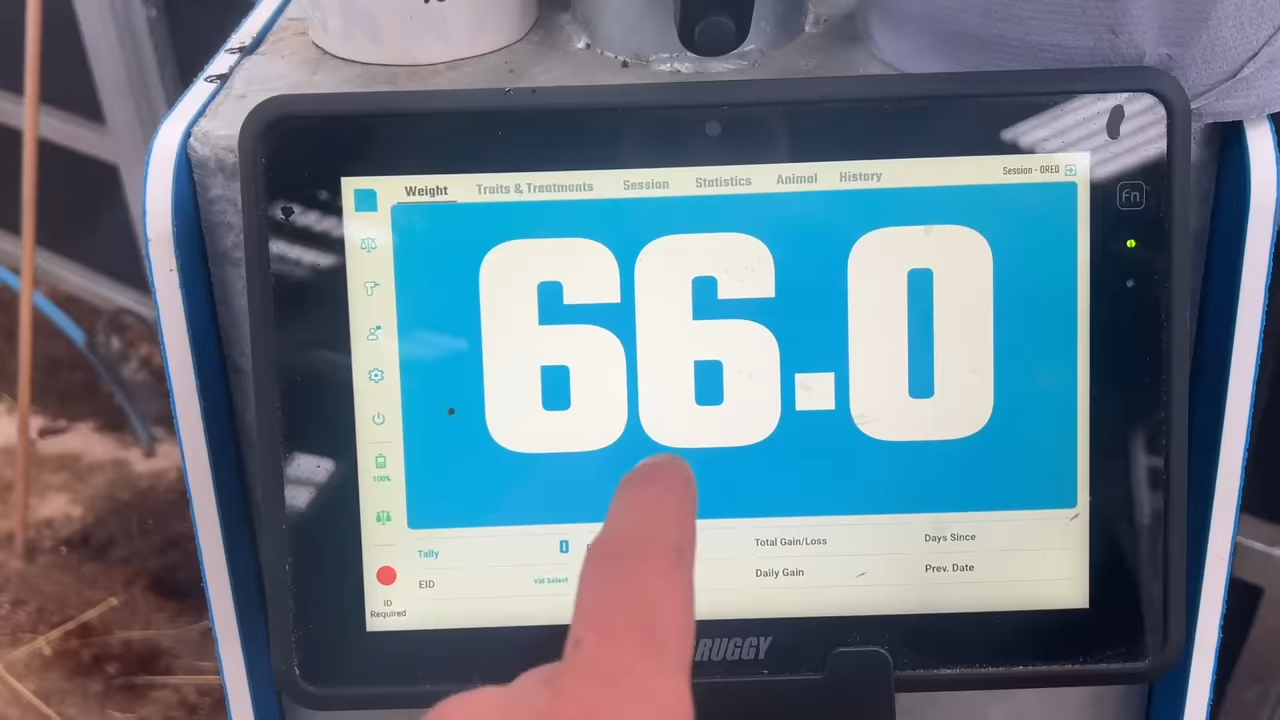 Weight Traits & Treatments Session Statistics Animal History Session - OREO
Fn
66.0
100%
Tally 0 Total Gain/Loss Days Since
EID Vid Select Daily Gain Prev. Date
ID
Required
RUGGY